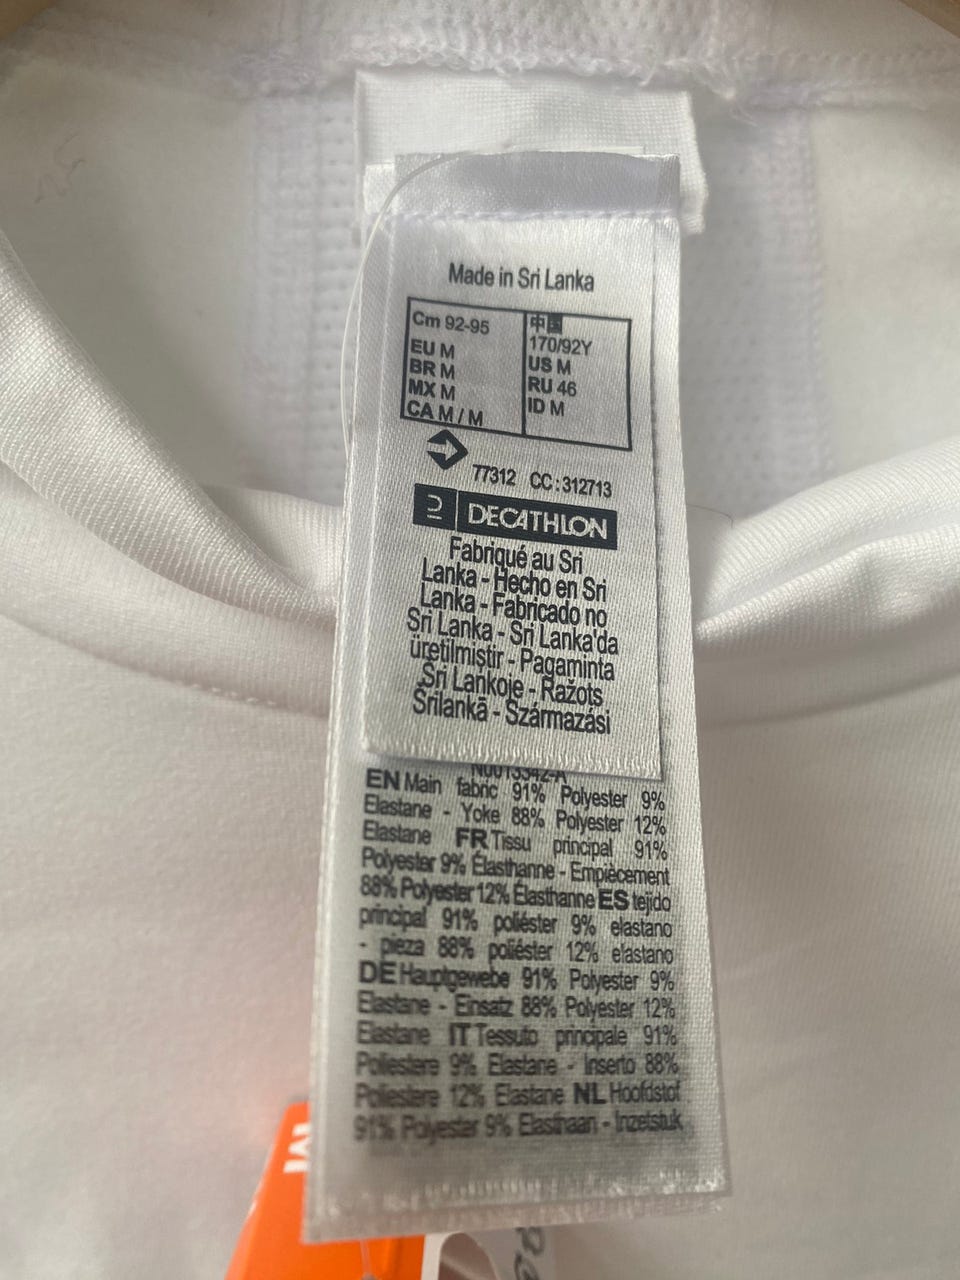 Made in Sri Lanka
Cm 92-95
EU M
BR M
MX M
CA M / M
中国
170/92Y
US M
RU 46
ID M
77312 CC:312713
DECATHLON
Fabriqué au Sri
Lanka - Hecho en Sri
Lanka - Fabricado no
Sri Lanka - Sri Lanka'da
üretilmiştir - Pagaminta
Šri Lankoje - Ražots
Šrilankā - Származási
N0013342-A
EN Main fabric 91% Polyester 9%
Elastane - Yoke 88% Polyester 12%
Elastane FR Tissu principal 91%
Polyester 9% Élasthanne - Empiècement
88% Polyester 12% Élasthanne ES tejido
principal 91% poliéster 9% elastano
- pieza 88% poliéster 12% elastano
DE Hauptgewebe 91% Polyester 9%
Elastane - Einsatz 88% Polyester 12%
Elastane IT Tessuto principale 91%
Poliestere 9% Elastane - Inserto 88%
Poliestere 12% Elastane NL Hoofdstof
91% Polyester 9% Elasthaan - Inzetstuk
M